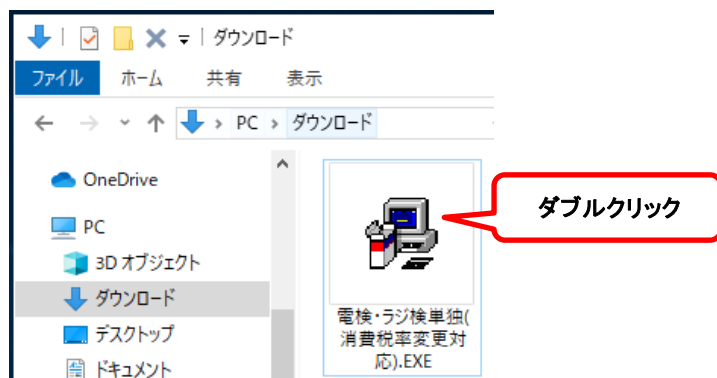 ダウンロード
ファイル ホーム 共有 表示
PC ダウンロード
OneDrive
PC
3D オブジェクト
ダウンロード
デスクトップ
ドキュメント
電検・ラジ検単独(
消費税率変更対
応).EXE
ダブルクリック